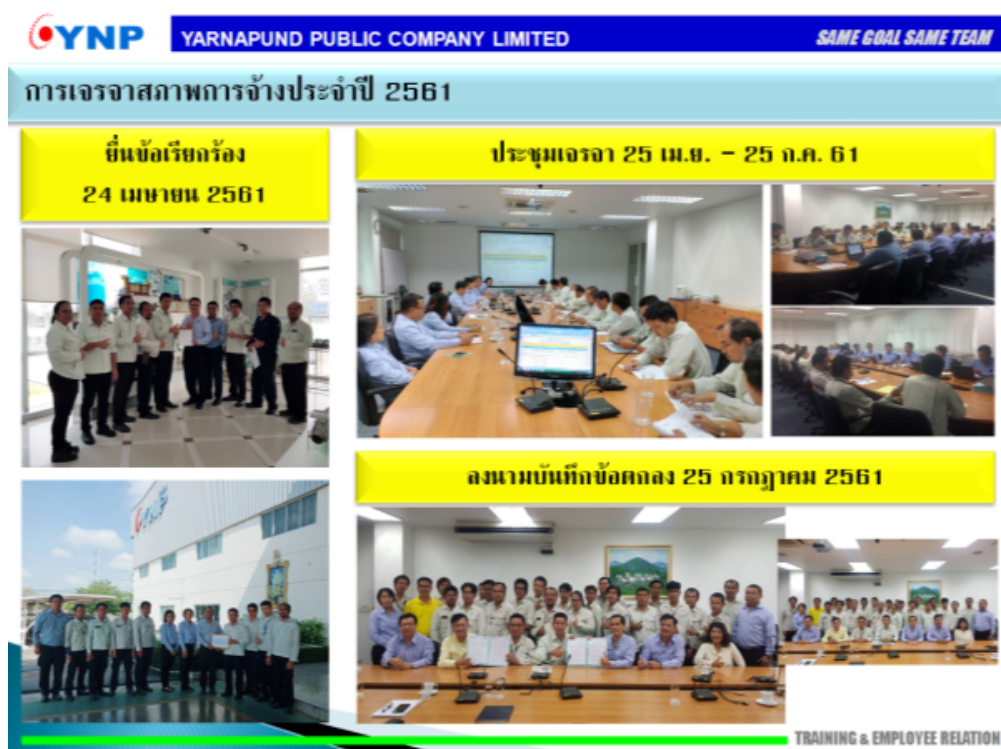 YNP
YARNAPUND PUBLIC COMPANY LIMITED
SAME GOAL SAME TEAM
การเจรจาสภาพการจ้างประจำปี 2561
ยื่นข้อเรียกร้อง
24 เมษายน 2561
ประชุมเจรจา 25 เม.ย. - 25 ก.ค. 61
ลงนามบันทึกข้อตกลง 25 กรกฎาคม 2561
YNP
TRAINING & EMPLOYEE RELATION